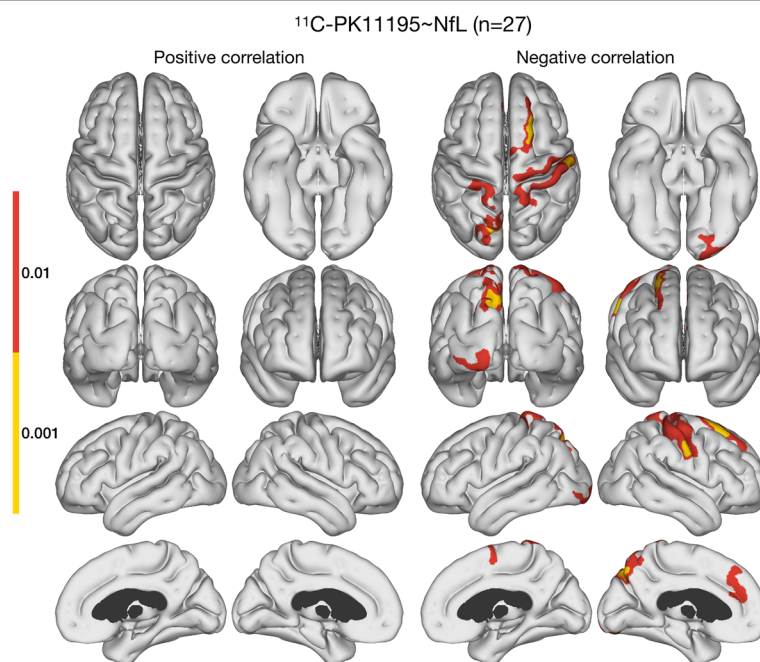 ¹¹C-PK11195~NfL (n=27)
Positive correlation
Negative correlation
0.01
0.001